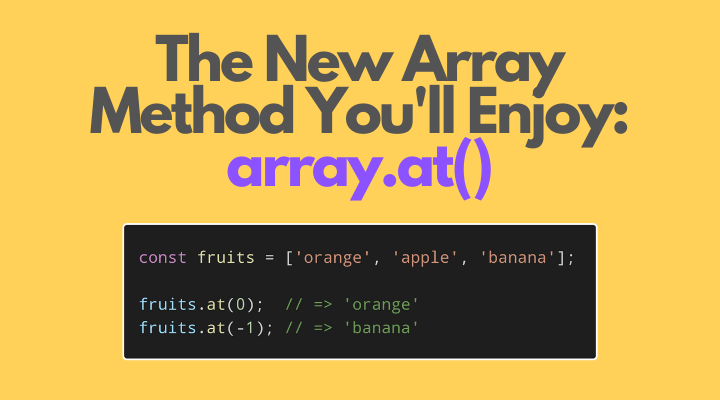 The New Array
Method You'll Enjoy:
array.at()
const fruits = ['orange', 'apple', 'banana'];
fruits.at(0);  // => 'orange'
fruits.at(-1); // => 'banana'